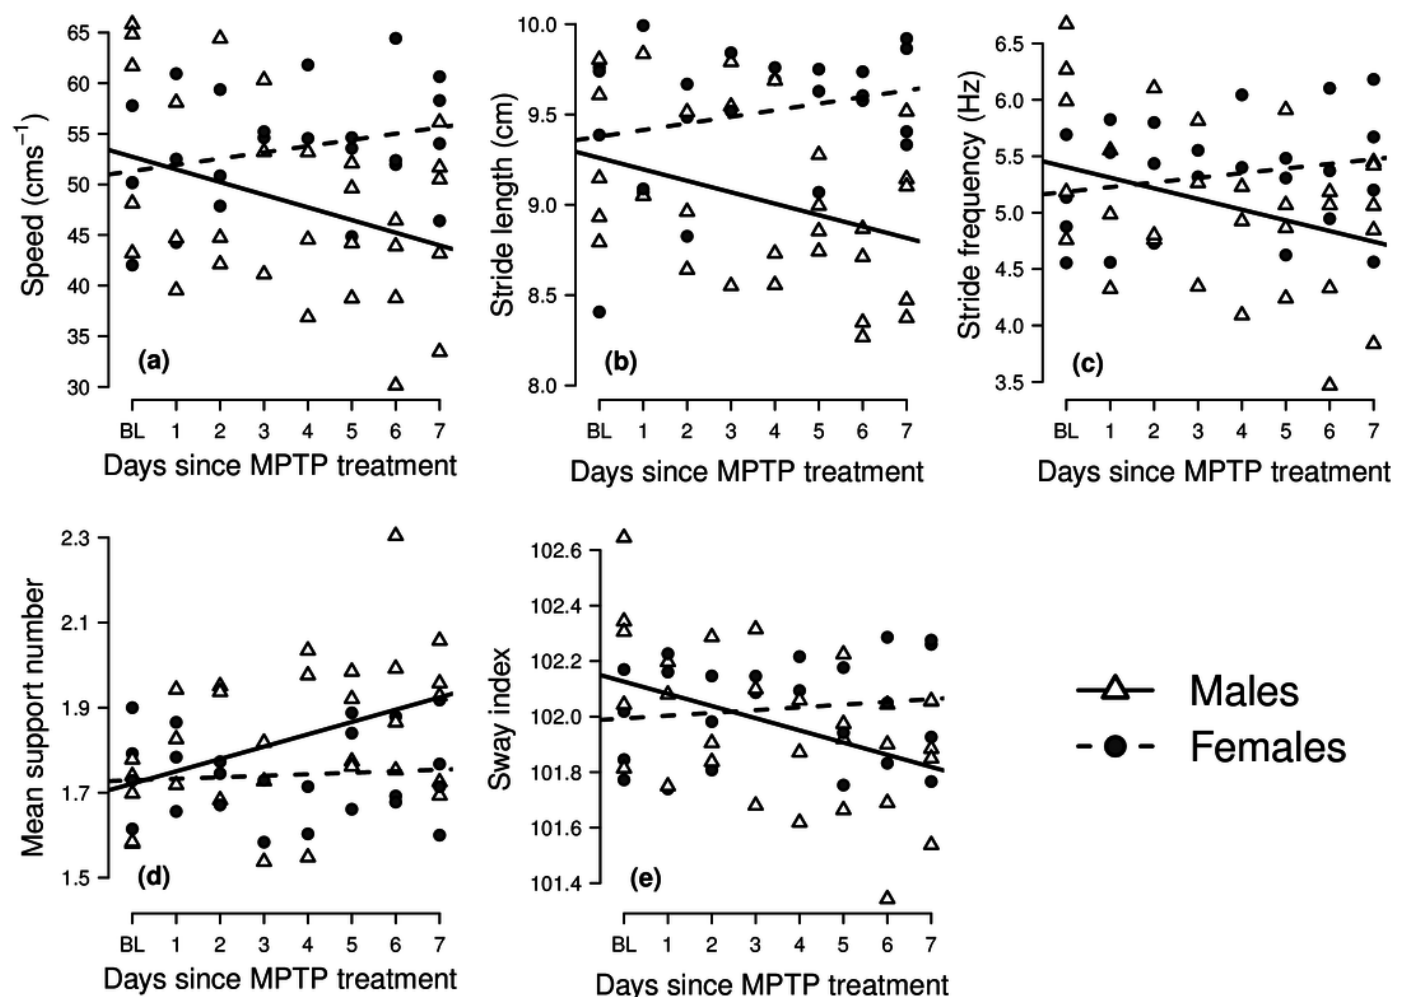 Speed (cms⁻¹)
65
60
55
50
45
40
35
30
(a)
BL 1 2 3 4 5 6 7
Days since MPTP treatment
Stride length (cm)
10.0
9.5
9.0
8.5
8.0
(b)
BL 1 2 3 4 5 6 7
Days since MPTP treatment
Stride frequency (Hz)
6.5
6.0
5.5
5.0
4.5
4.0
3.5
(c)
BL 1 2 3 4 5 6 7
Days since MPTP treatment
Mean support number
2.3
2.1
1.9
1.7
1.5
(d)
BL 1 2 3 4 5 6 7
Days since MPTP treatment
Sway index
102.6
102.4
102.2
102.0
101.8
101.6
101.4
(e)
BL 1 2 3 4 5 6 7
Days since MPTP treatment
Males
Females